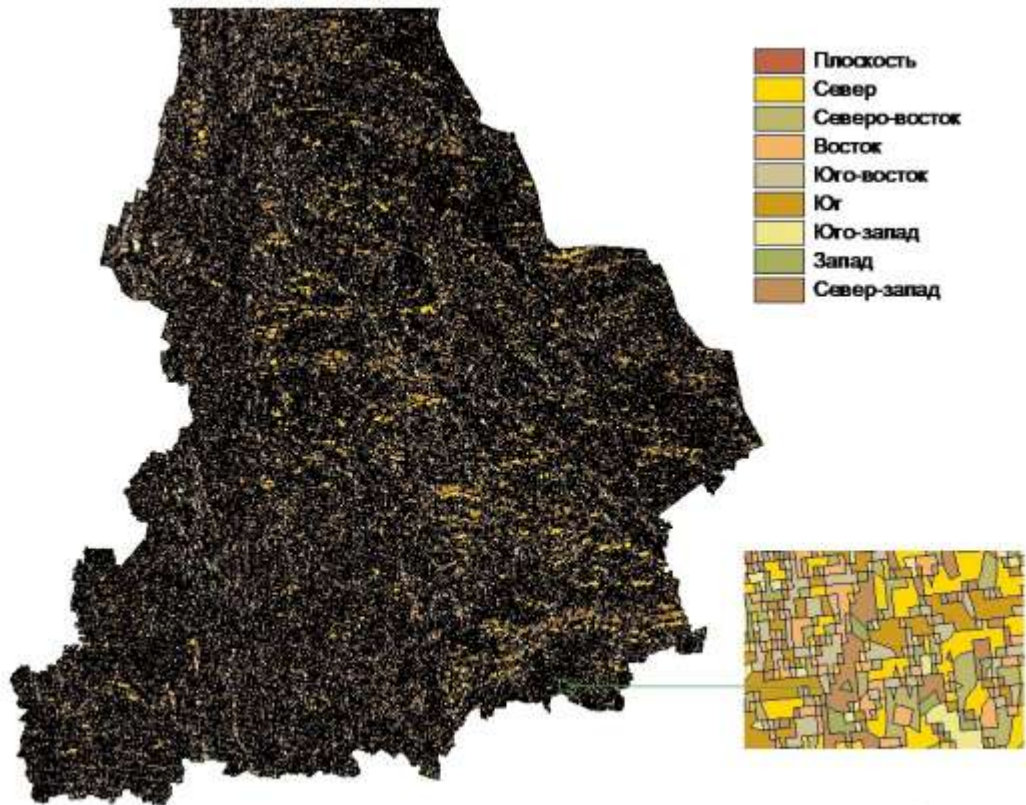 Плоскость
Север
Северо-восток
Восток
Юго-восток
Юг
Юго-запад
Запад
Север-запад